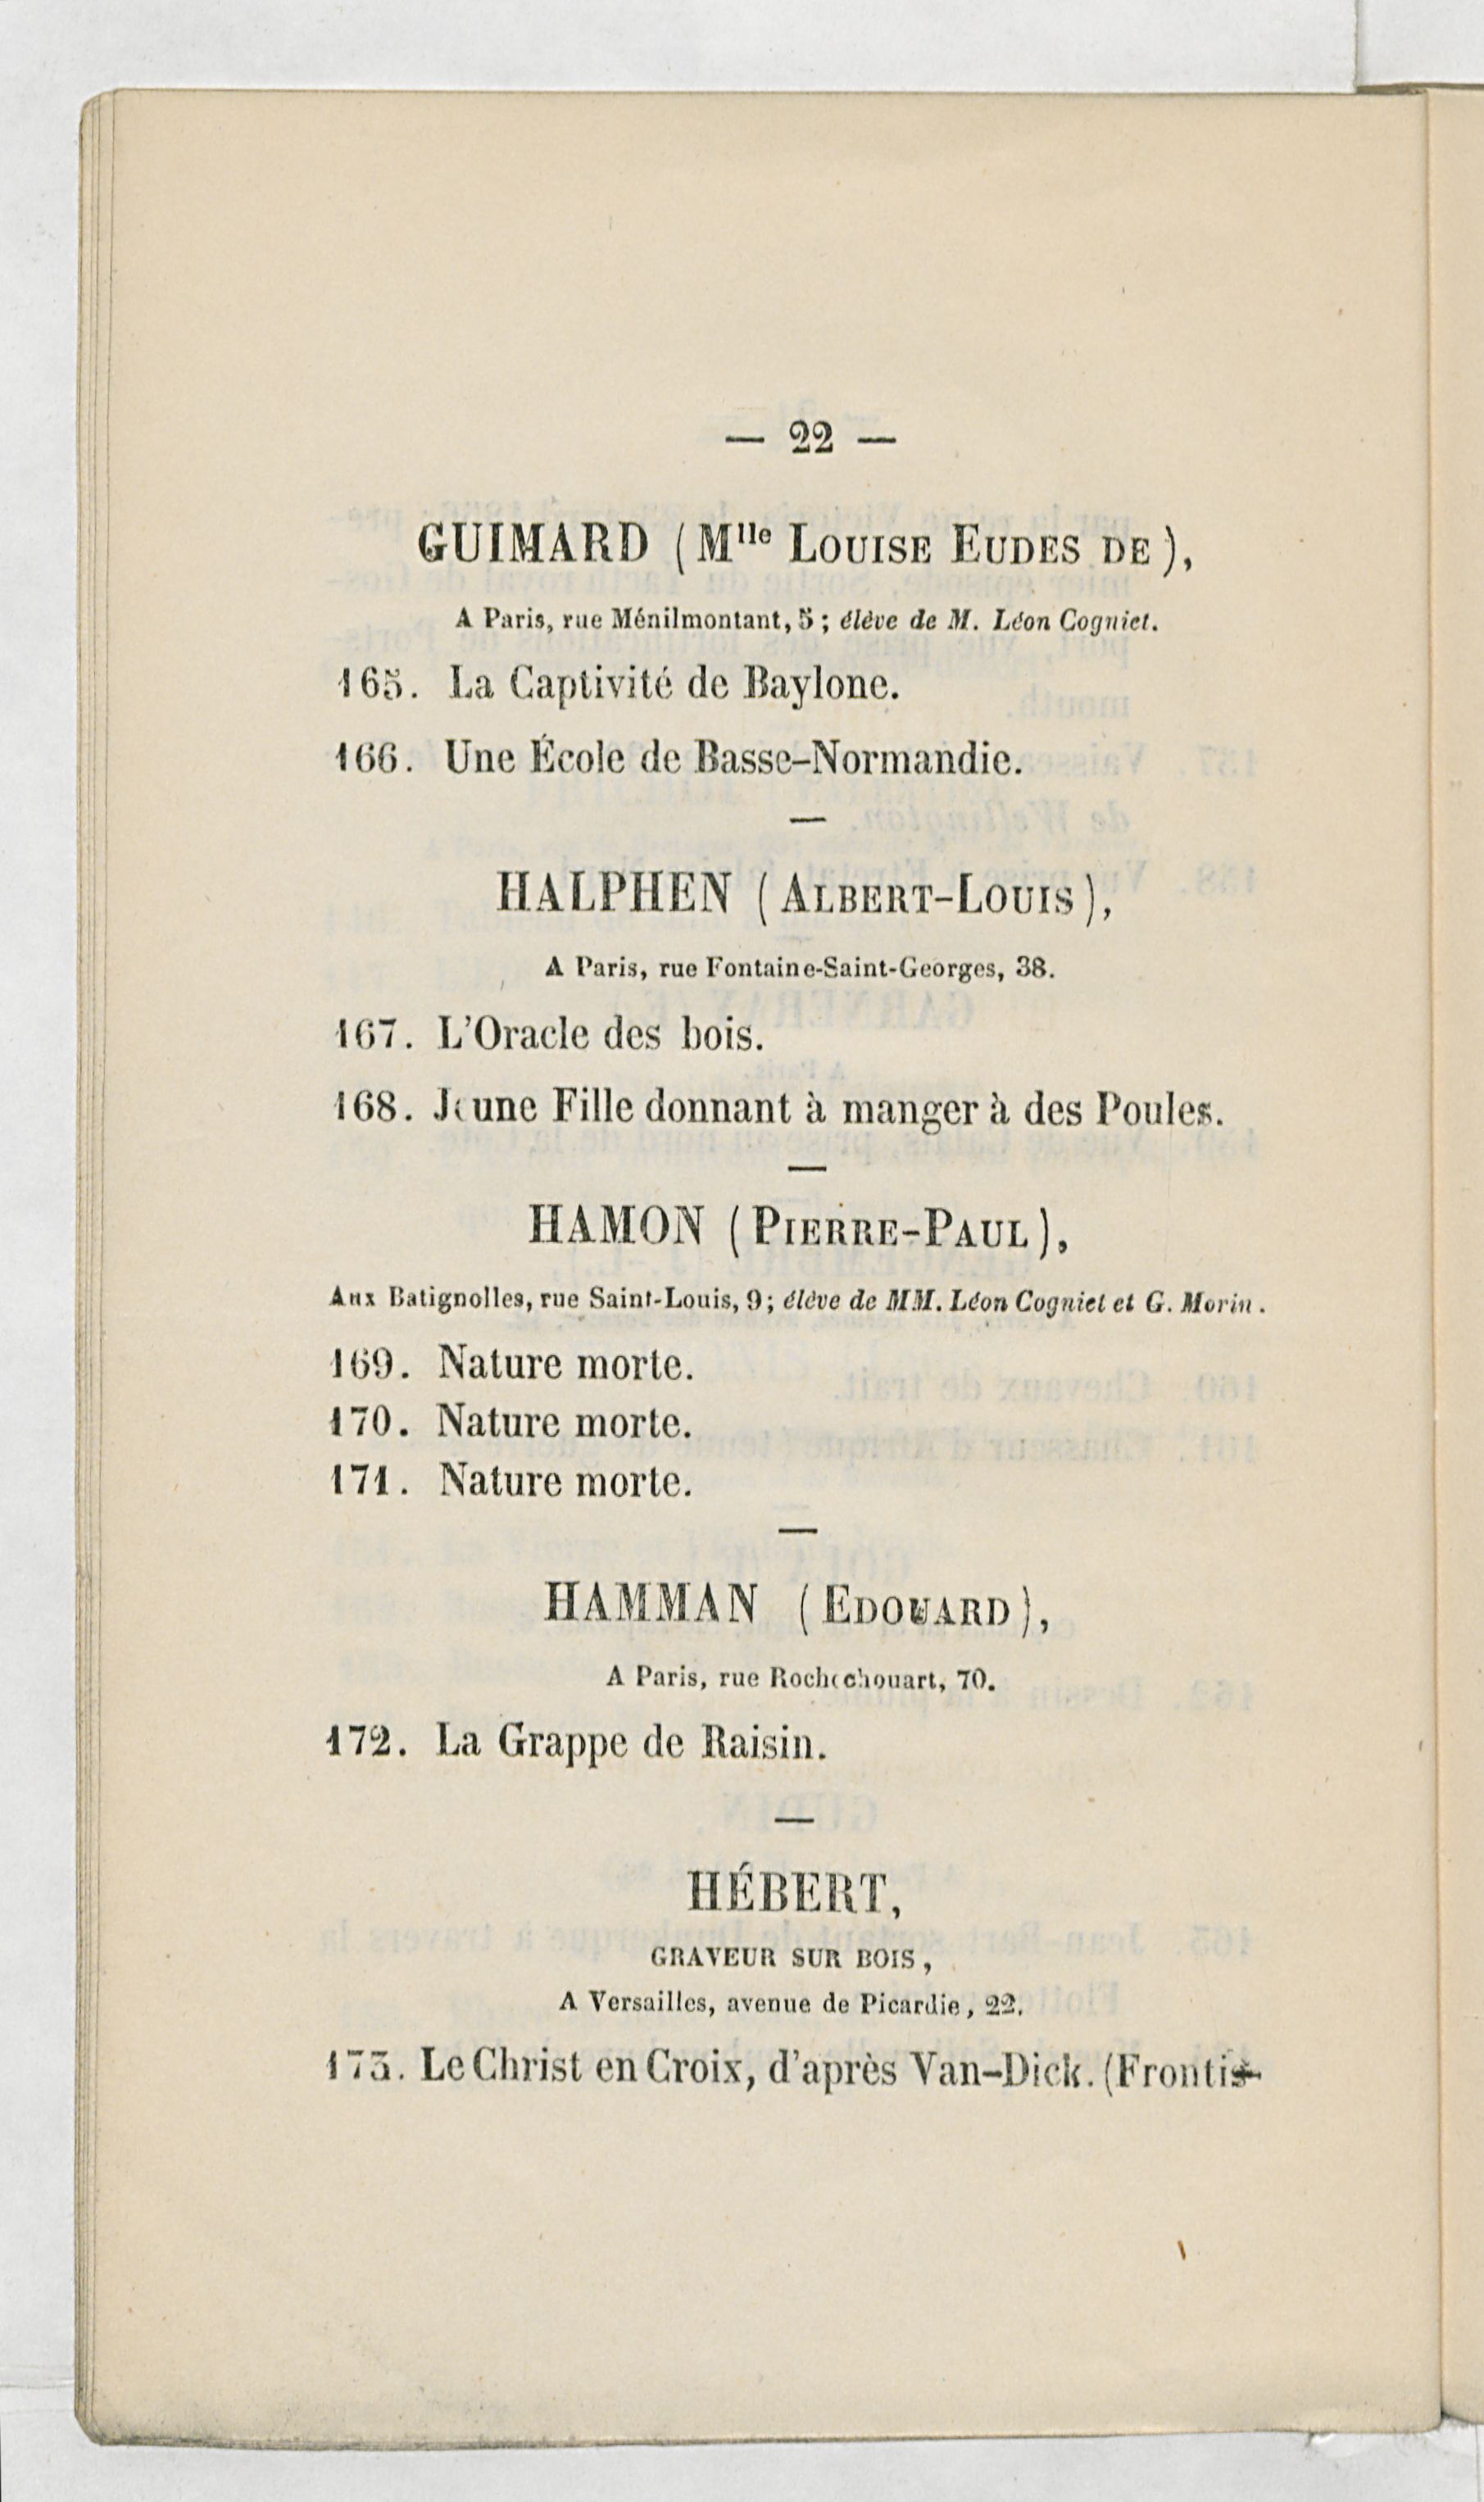 — 22 —
GUIMARD (Mlle LOUISE EUDES DE),
A Paris, rue Ménilmontant, 5; élève de M. Léon Cogniet.
165. La Captivité de Baylone.
166. Une École de Basse-Normandie.
—
HALPHEN (ALBERT-LOUIS),
A Paris, rue Fontaine-Saint-Georges, 38.
167. L'Oracle des bois.
168. Jeune Fille donnant à manger à des Poules.
—
HAMON (PIERRE-PAUL),
Aux Batignolles, rue Saint-Louis, 9; élève de MM. Léon Cogniet et G. Morin.
169. Nature morte.
170. Nature morte.
171. Nature morte.
—
HAMMAN (EDOUARD),
A Paris, rue Rochechouart, 70.
172. La Grappe de Raisin.
—
HÉBERT,
GRAVEUR SUR BOIS,
A Versailles, avenue de Picardie, 22.
173. Le Christ en Croix, d'après Van-Dick. (Frontis-